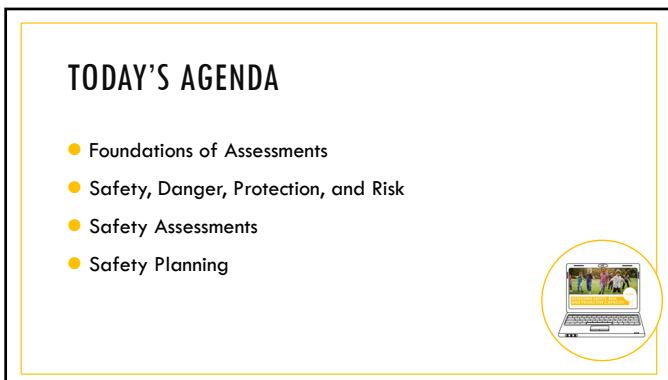 TODAY'S AGENDA
Foundations of Assessments
Safety, Danger, Protection, and Risk
Safety Assessments
Safety Planning